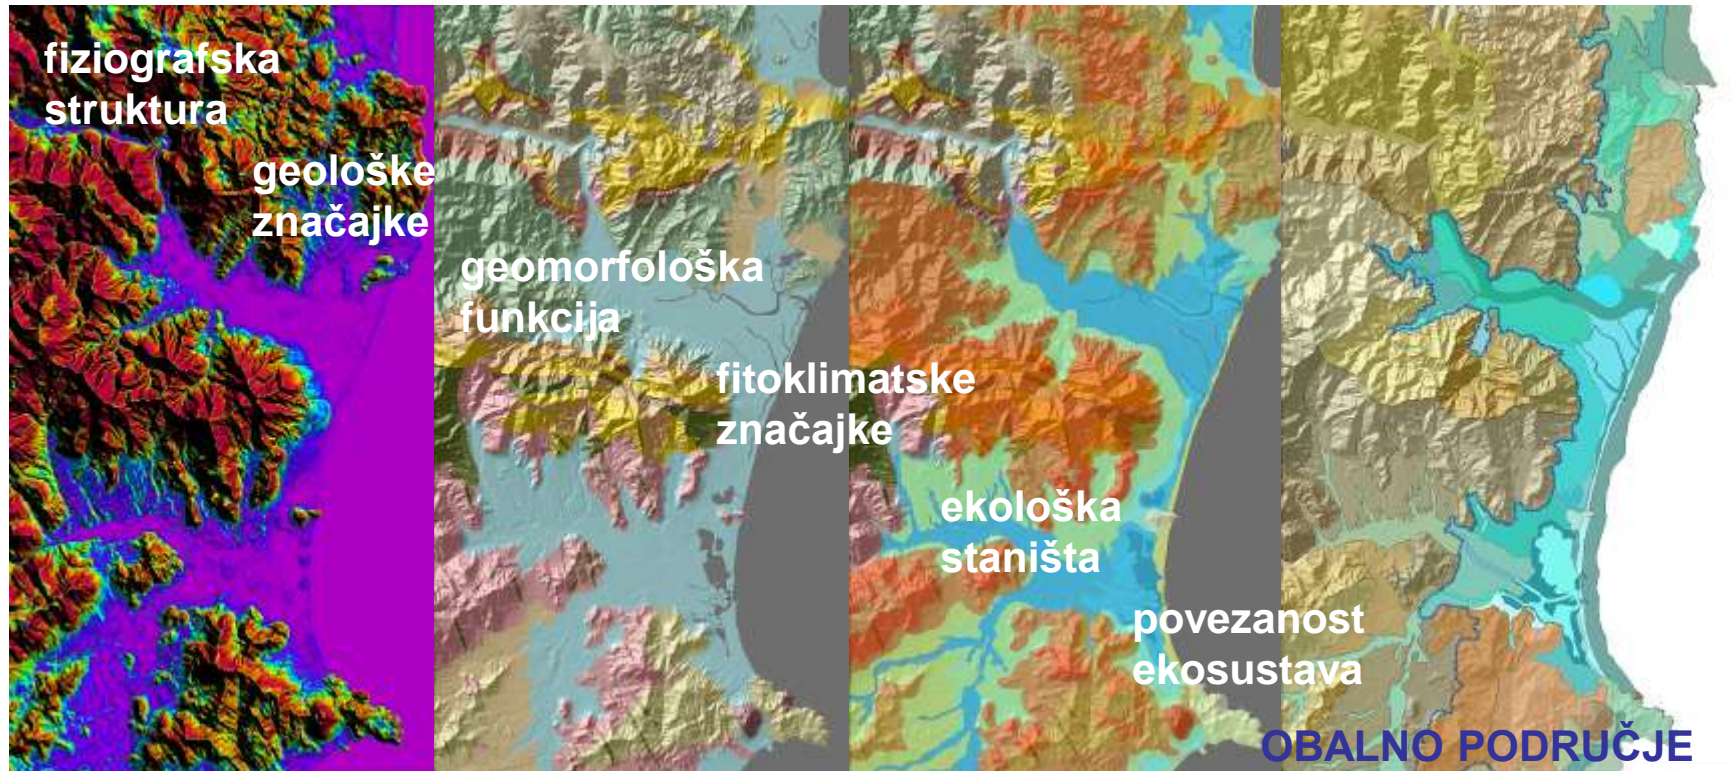 fiziografska
struktura
geološke
značajke
geomorfološka
funkcija
fitoklimatske
značajke
ekološka
staništa
povezanost
ekosustava
OBALNO PODRUČJE